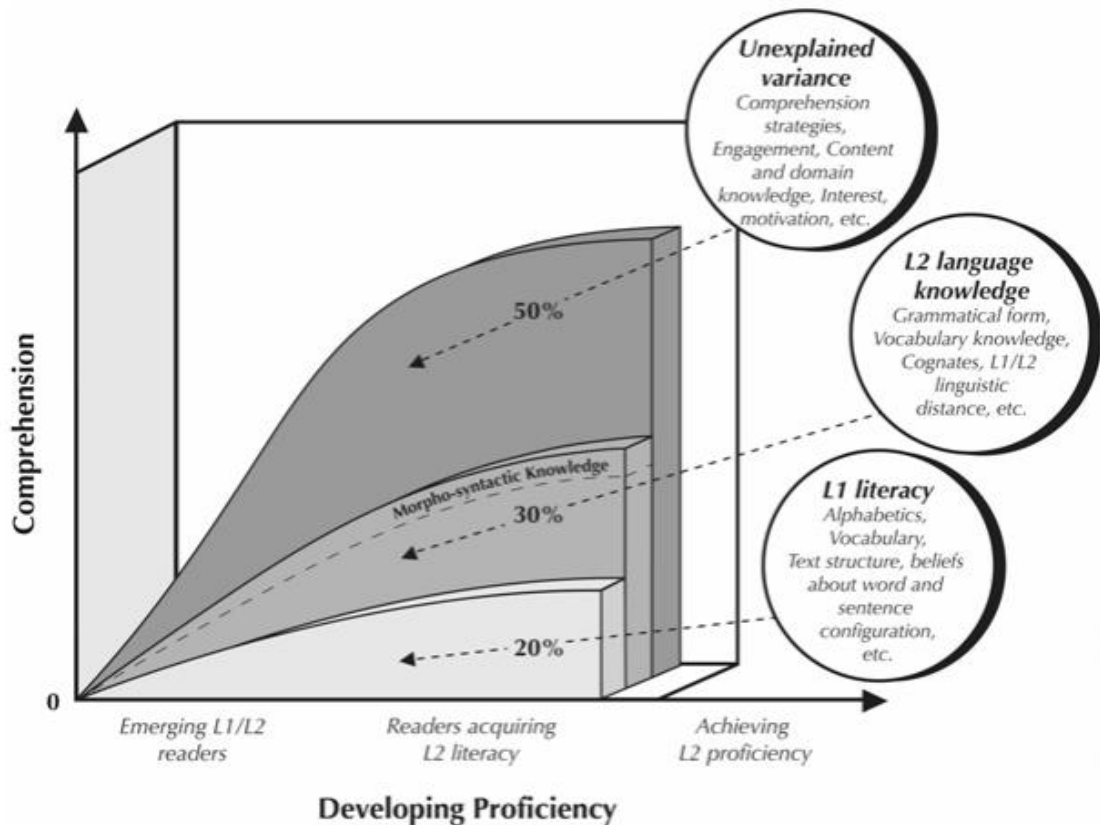 Unexplained
variance
Comprehension
strategies,
Engagement, Content
and domain
knowledge, Interest,
motivation, etc.
L2 language
knowledge
Grammatical form,
Vocabulary knowledge,
Cognates, L1/L2
linguistic
distance, etc.
L1 literacy
Alphabetics,
Vocabulary,
Text structure, beliefs
about word and
sentence
configuration,
etc.
Comprehension
50%
Morpho-syntactic Knowledge
30%
20%
0
Emerging L1/L2
readers
Readers acquiring
L2 literacy
Achieving
L2 proficiency
Developing Proficiency